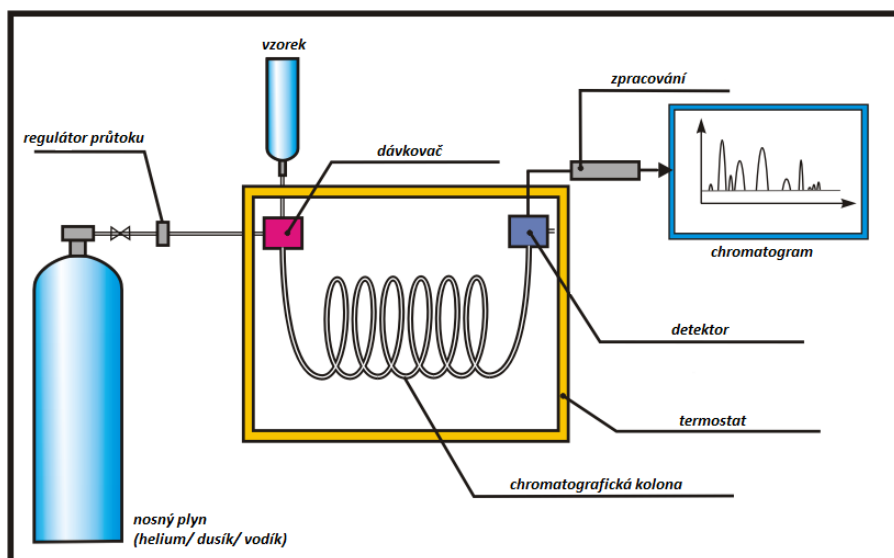 vzorek
zpracování
regulátor průtoku
dávkovač
chromatogram
detektor
termostat
chromatografická kolona
nosný plyn
(helium/ dusík/ vodík)